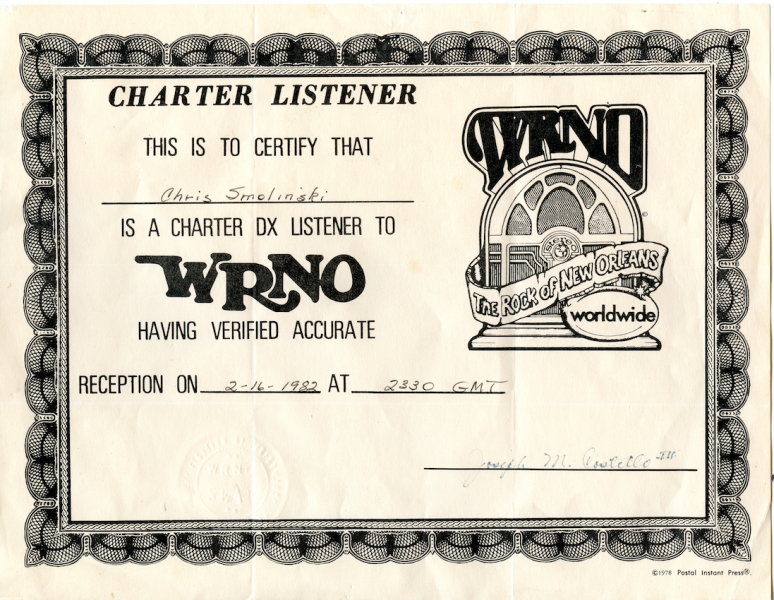 CHARTER LISTENER
THIS IS TO CERTIFY THAT
Chris Smolinski
IS A CHARTER DX LISTENER TO
WRNO
HAVING VERIFIED ACCURATE
RECEPTION ON 2-16-1982 AT 2330 GMT
WRNO
THE ROCK OF NEW ORLEANS
worldwide
Joseph M. Costello III
©1978 Postal Instant Press®.